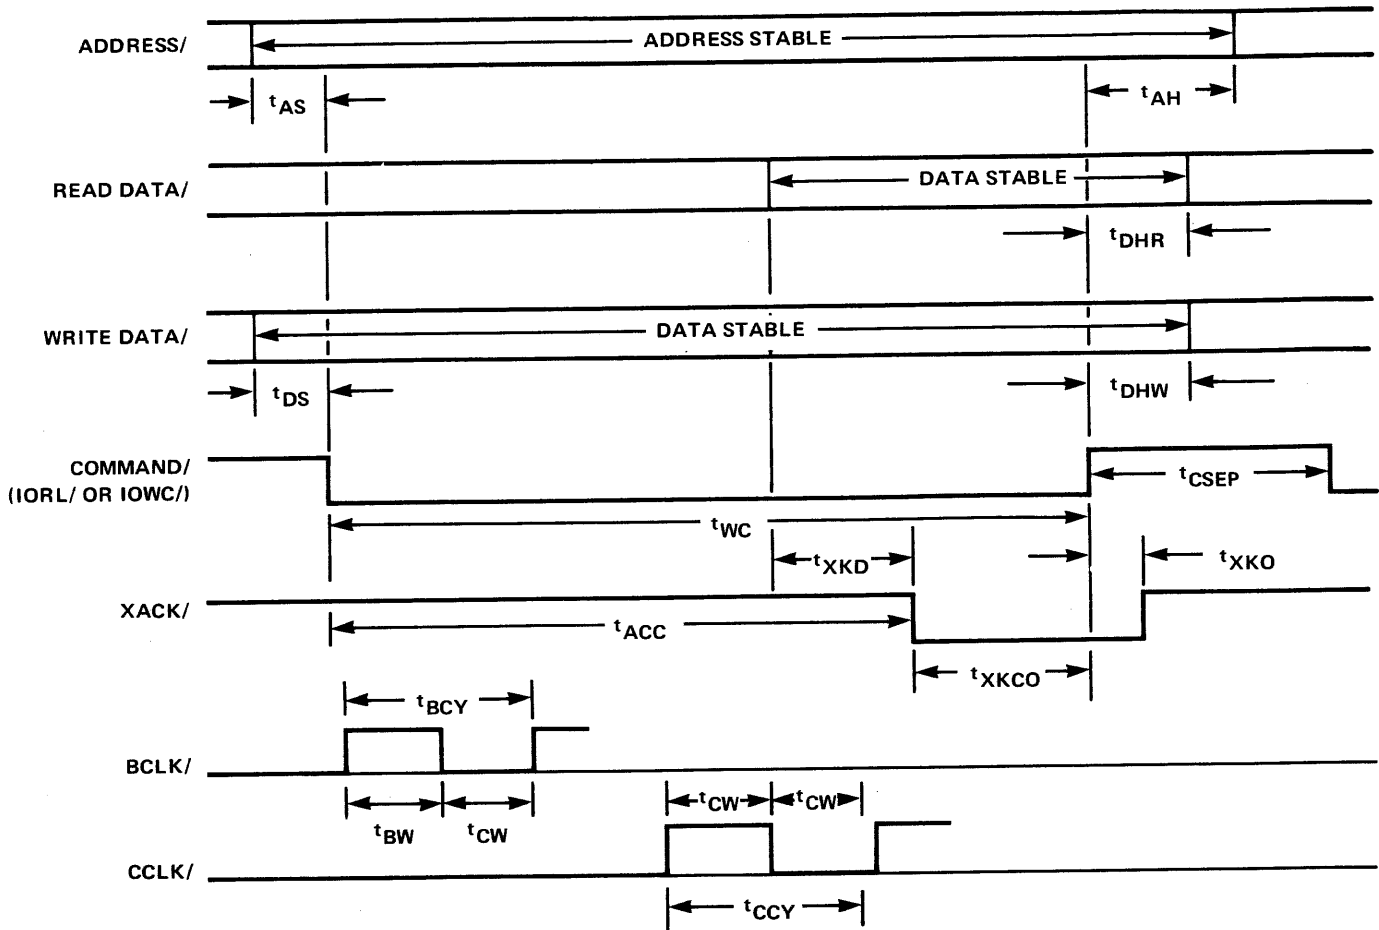 ADDRESS/
ADDRESS STABLE
tAS
tAH
READ DATA/
DATA STABLE
tDHR
WRITE DATA/
DATA STABLE
tDS
tDHW
COMMAND/
(IORL/ OR IOWC/)
tCSEP
tWC
tXKD
tXKO
XACK/
tACC
tXKCO
tBCY
BCLK/
tCW
tCW
tBW
tCW
CCLK/
tCCY